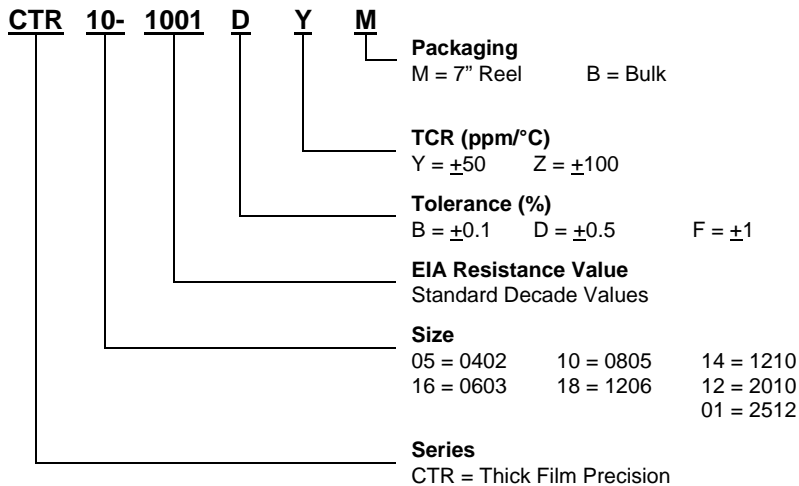 CTR 10- 1001 D Y M
Packaging
M = 7" Reel B = Bulk
TCR (ppm/°C)
Y = ±50 Z = ±100
Tolerance (%)
B = ±0.1 D = ±0.5 F = ±1
EIA Resistance Value
Standard Decade Values
Size
05 = 0402 10 = 0805 14 = 1210
16 = 0603 18 = 1206 12 = 2010
01 = 2512
Series
CTR = Thick Film Precision